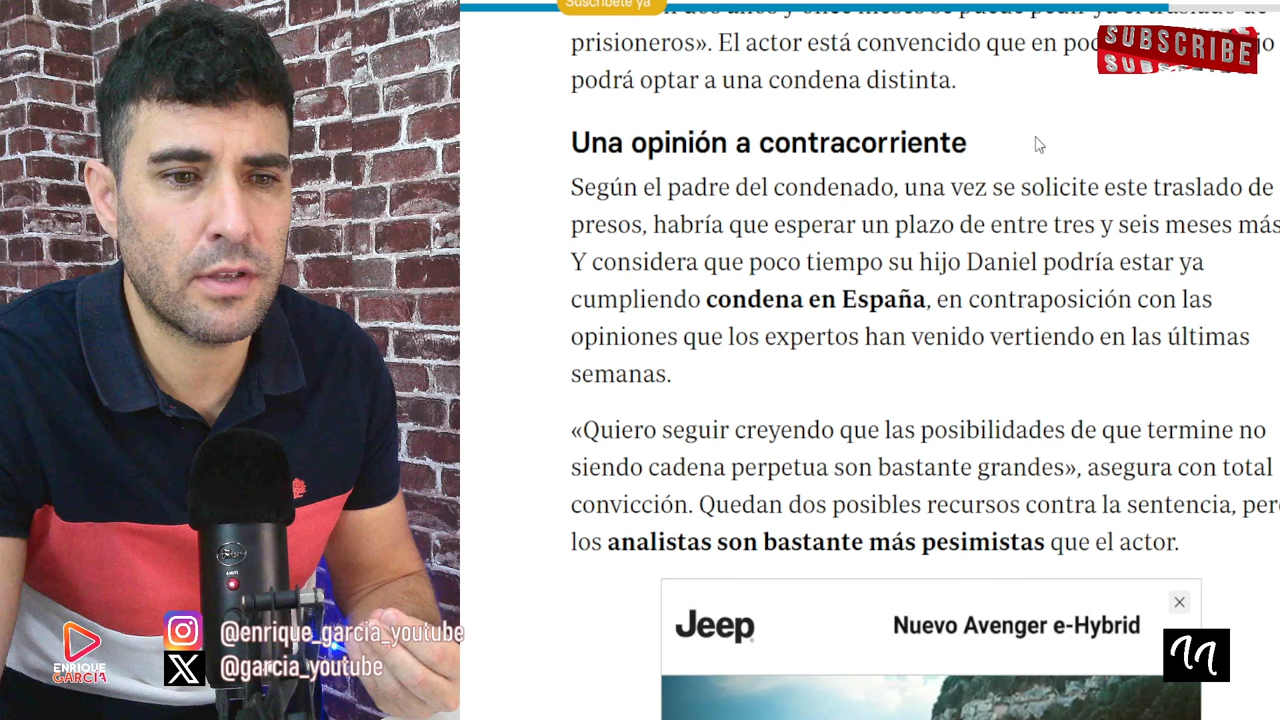 Suscríbete ya
prisioneros». El actor está convencido que en
podrá optar a una condena distinta.
SUBSCRIBE
Una opinión a contracorriente
Según el padre del condenado, una vez se solicite este traslado de
presos, habría que esperar un plazo de entre tres y seis meses más
Y considera que poco tiempo su hijo Daniel podría estar ya
cumpliendo condena en España, en contraposición con las
opiniones que los expertos han venido vertiendo en las últimas
semanas.
«Quiero seguir creyendo que las posibilidades de que termine no
siendo cadena perpetua son bastante grandes», asegura con total
convicción. Quedan dos posibles recursos contra la sentencia,
los analistas son bastante más pesimistas que el actor.
Jeep
Nuevo Avenger e-Hybrid
ENRIQUE
GARCIA
@enrique_garcia_youtube
@garcia_youtube